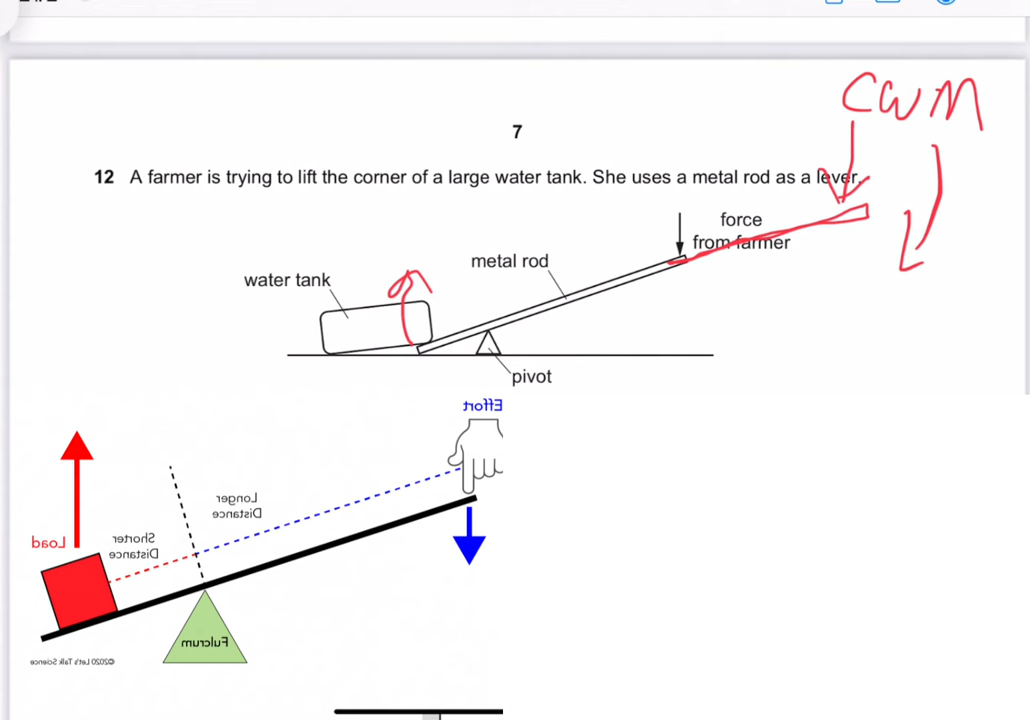 CWM
7
12 A farmer is trying to lift the corner of a large water tank. She uses a metal rod as a lever.
force
from farmer
metal rod
water tank
pivot
Effort
Longer
Distance
Shorter
Distance
Load
Fulcrum
©2020 Let's Talk Science